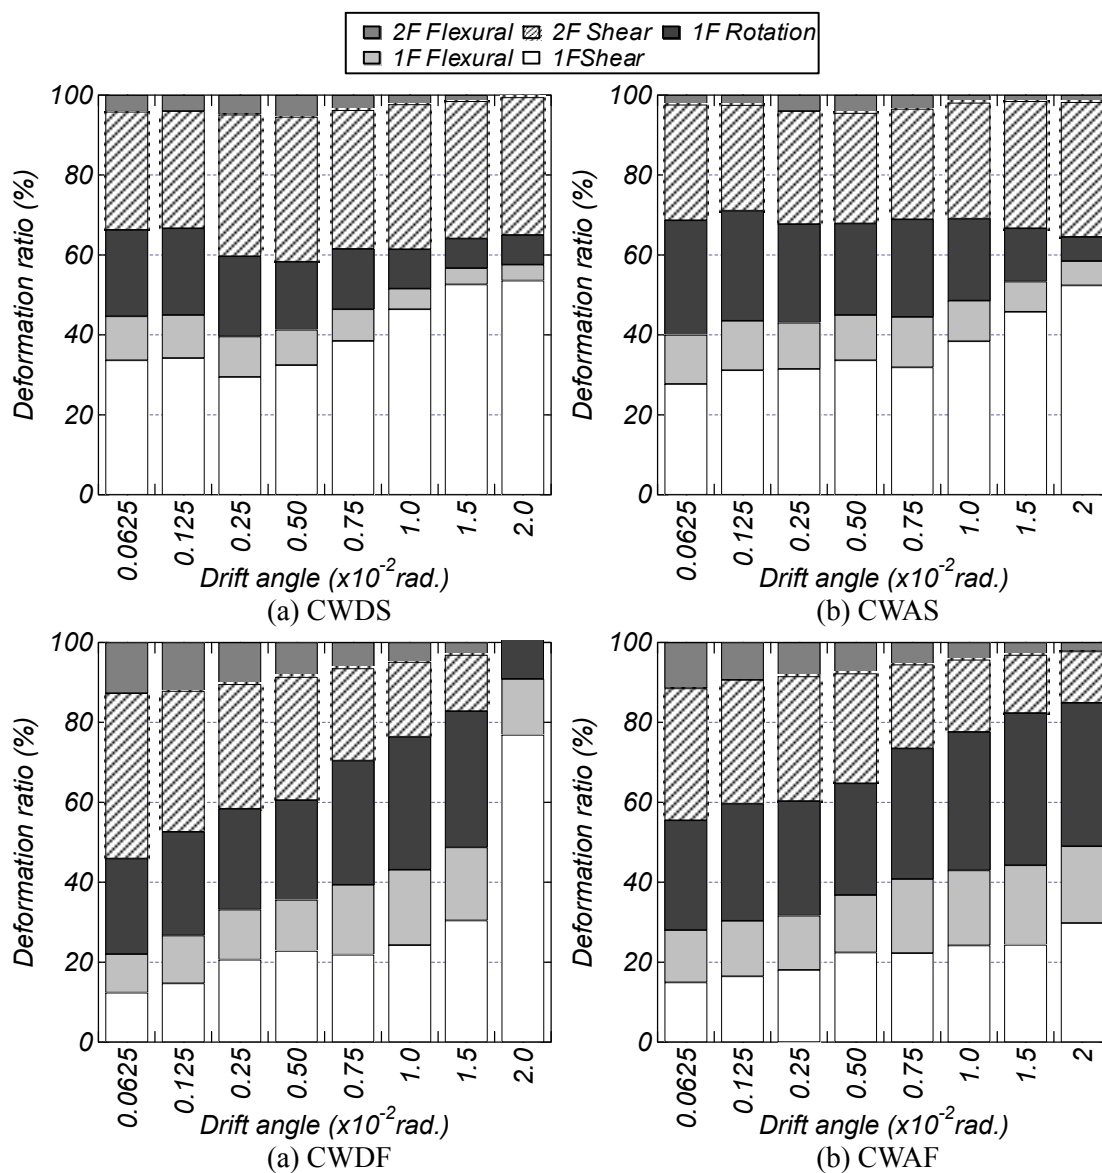 2F Flexural 2F Shear 1F Rotation
1F Flexural 1FShear
Deformation ratio (%)
100
80
60
40
20
0
0.0625 0.125 0.25 0.50 0.75 1.0 1.5 2.0
Drift angle (x10-2rad.)
(a) CWDS
Deformation ratio (%)
100
80
60
40
20
0
0.0625 0.125 0.25 0.50 0.75 1.0 1.5 2
Drift angle (x10-2rad.)
(b) CWAS
Deformation ratio (%)
100
80
60
40
20
0
0.0625 0.125 0.25 0.50 0.75 1.0 1.5 2.0
Drift angle (x10-2rad.)
(a) CWDF
Deformation ratio (%)
100
80
60
40
20
0
0.0625 0.125 0.25 0.50 0.75 1.0 1.5 2
Drift angle (x10-2rad.)
(b) CWAF